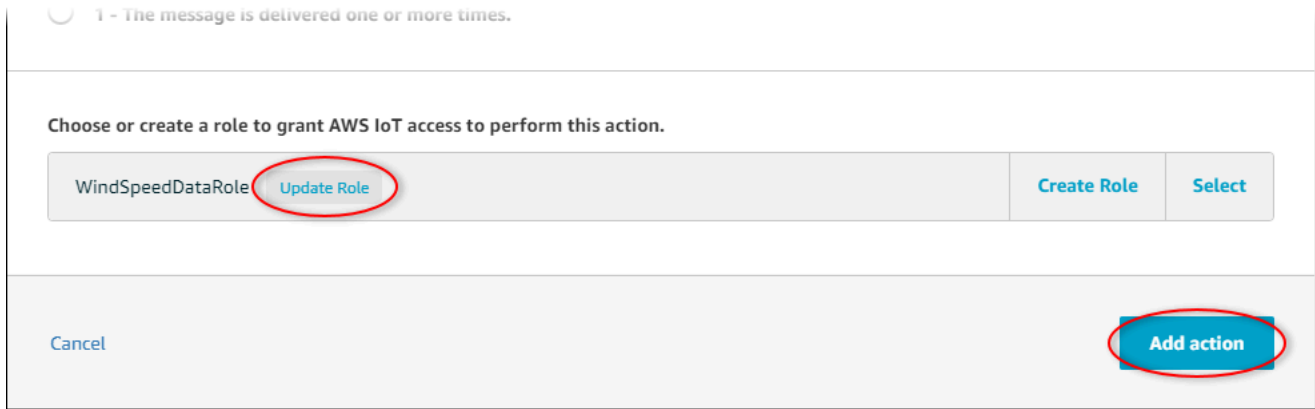 1 - The message is delivered one or more times.
Choose or create a role to grant AWS IoT access to perform this action.
WindSpeedDataRole Update Role Create Role Select
Cancel Add action